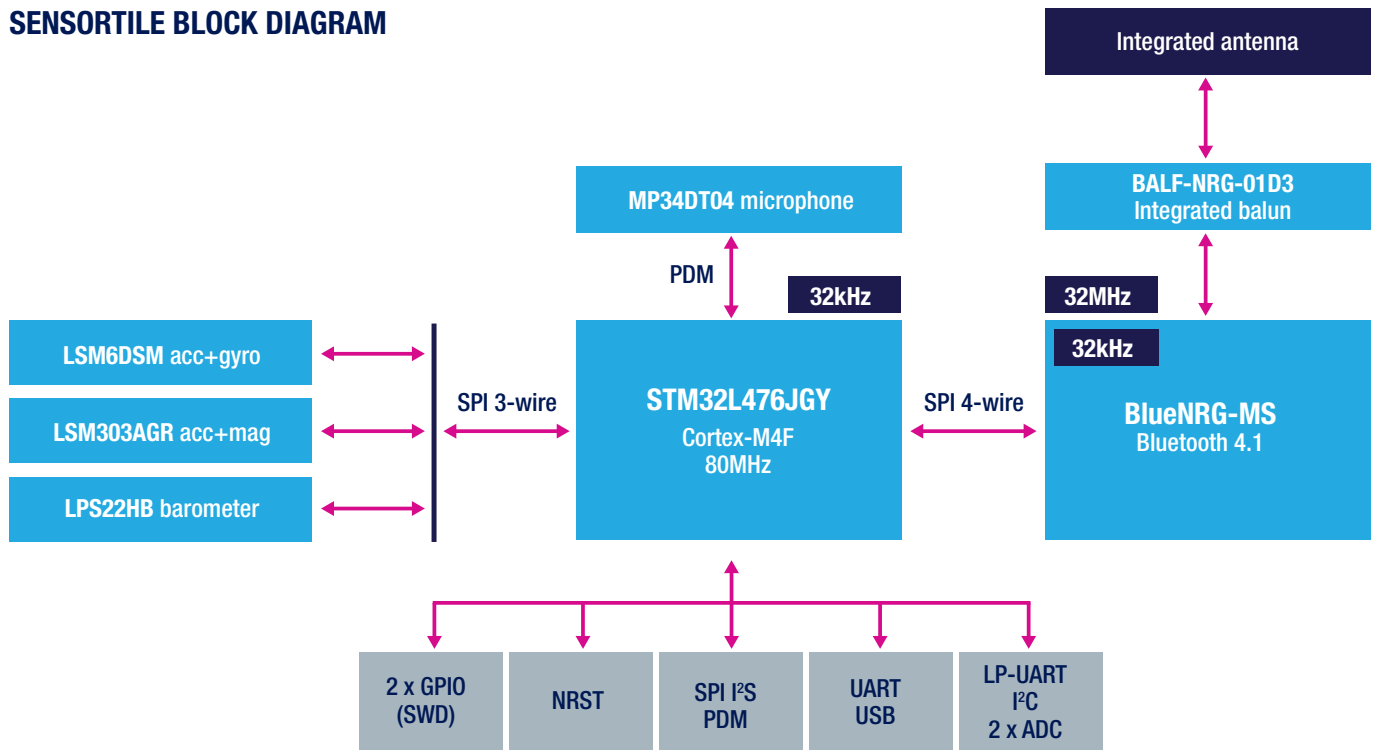 SENSORTILE BLOCK DIAGRAM
Integrated antenna
MP34DT04 microphone
BALF-NRG-01D3
Integrated balun
PDM
32kHz
32MHz
32kHz
LSM6DSM acc+gyro
LSM303AGR acc+mag
LPS22HB barometer
SPI 3-wire
STM32L476JGY
Cortex-M4F
80MHz
SPI 4-wire
BlueNRG-MS
Bluetooth 4.1
2 x GPIO
(SWD)
NRST
SPI I²S
PDM
UART
USB
LP-UART
I²C
2 x ADC